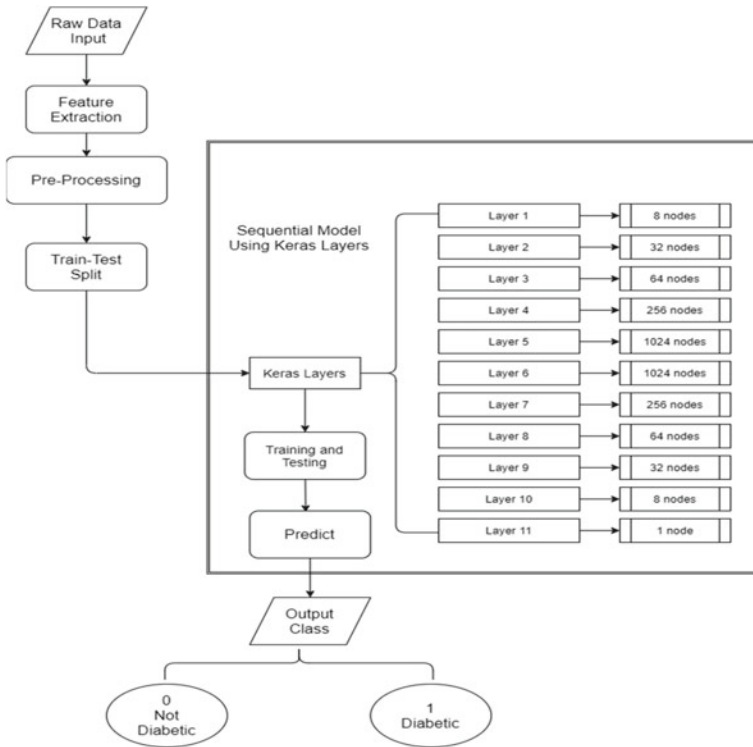 Raw Data
Input
Feature
Extraction
Pre-Processing
Train-Test
Split
Sequential Model
Using Keras Layers
Keras Layers
Training and
Testing
Predict
Layer 1
8 nodes
Layer 2
32 nodes
Layer 3
64 nodes
Layer 4
256 nodes
Layer 5
1024 nodes
Layer 6
1024 nodes
Layer 7
256 nodes
Layer 8
64 nodes
Layer 9
32 nodes
Layer 10
8 nodes
Layer 11
1 node
Output
Class
0
Not
Diabetic
1
Diabetic